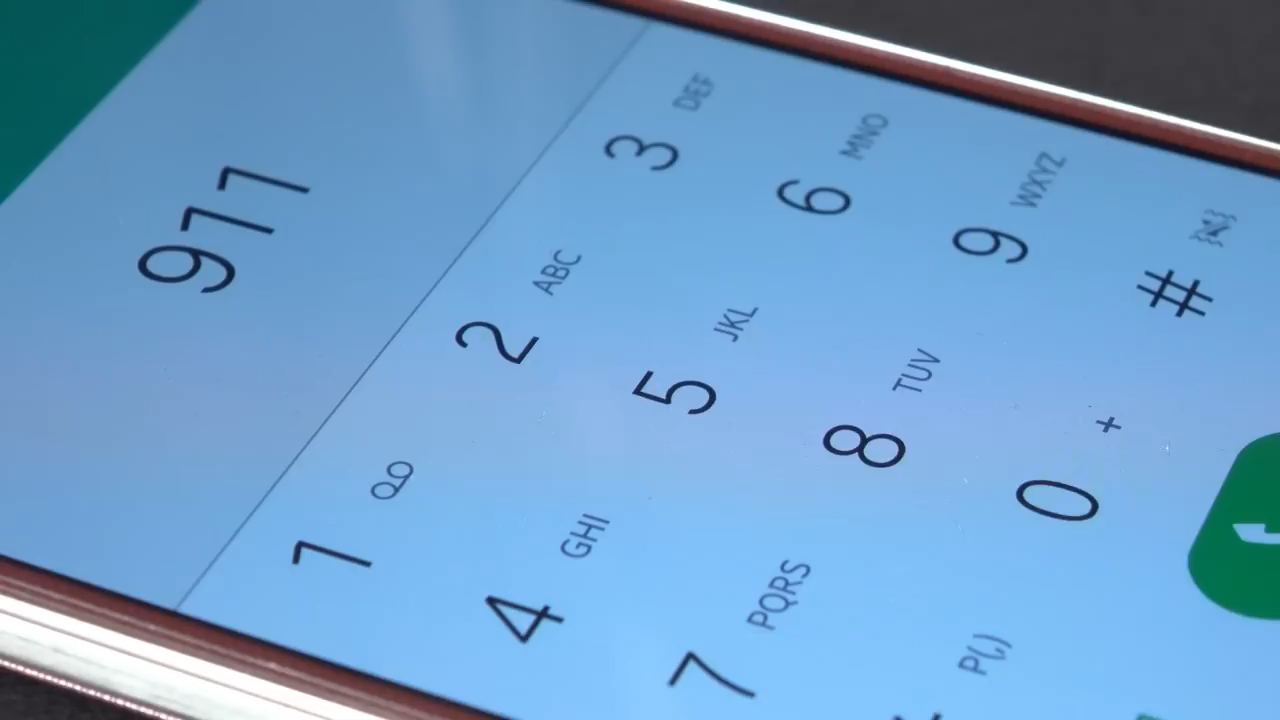 911
1
2 ABC
3 DEF
4 GHI
5 JKL
6 MNO
7 PQRS
8 TUV
9 WXYZ
P(,)
0 +
#